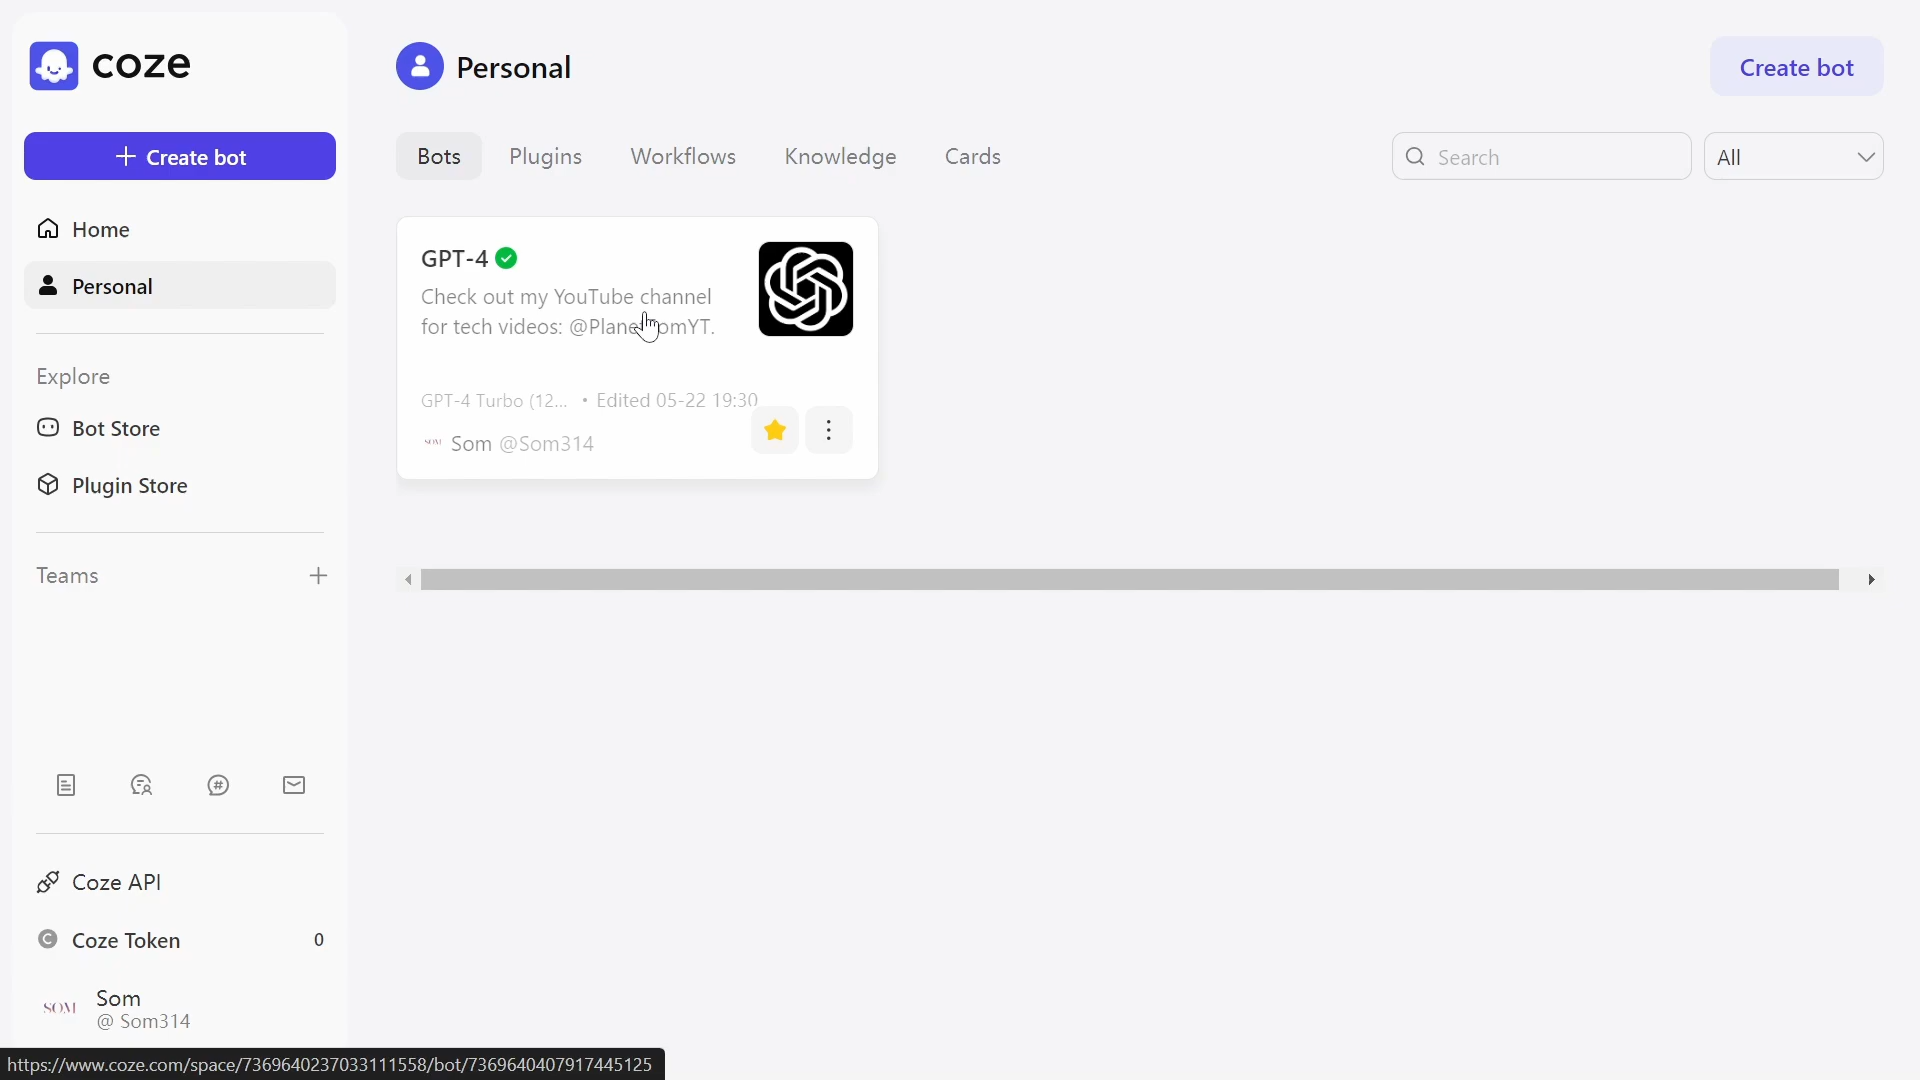 coze
Create bot
Home
Personal
Explore
Bot Store
Plugin Store
Teams
Coze API
Coze Token 0
SOM
Som
@ Som314
Personal
Create bot
Bots Plugins Workflows Knowledge Cards
Search
All
GPT-4
Check out my YouTube channel
for tech videos:
GPT-4 Turbo (12... • Edited 05-22 19:30
SOM Som @Som314
https://www.coze.com/space/7369640237033111558/bot/7369640407917445125